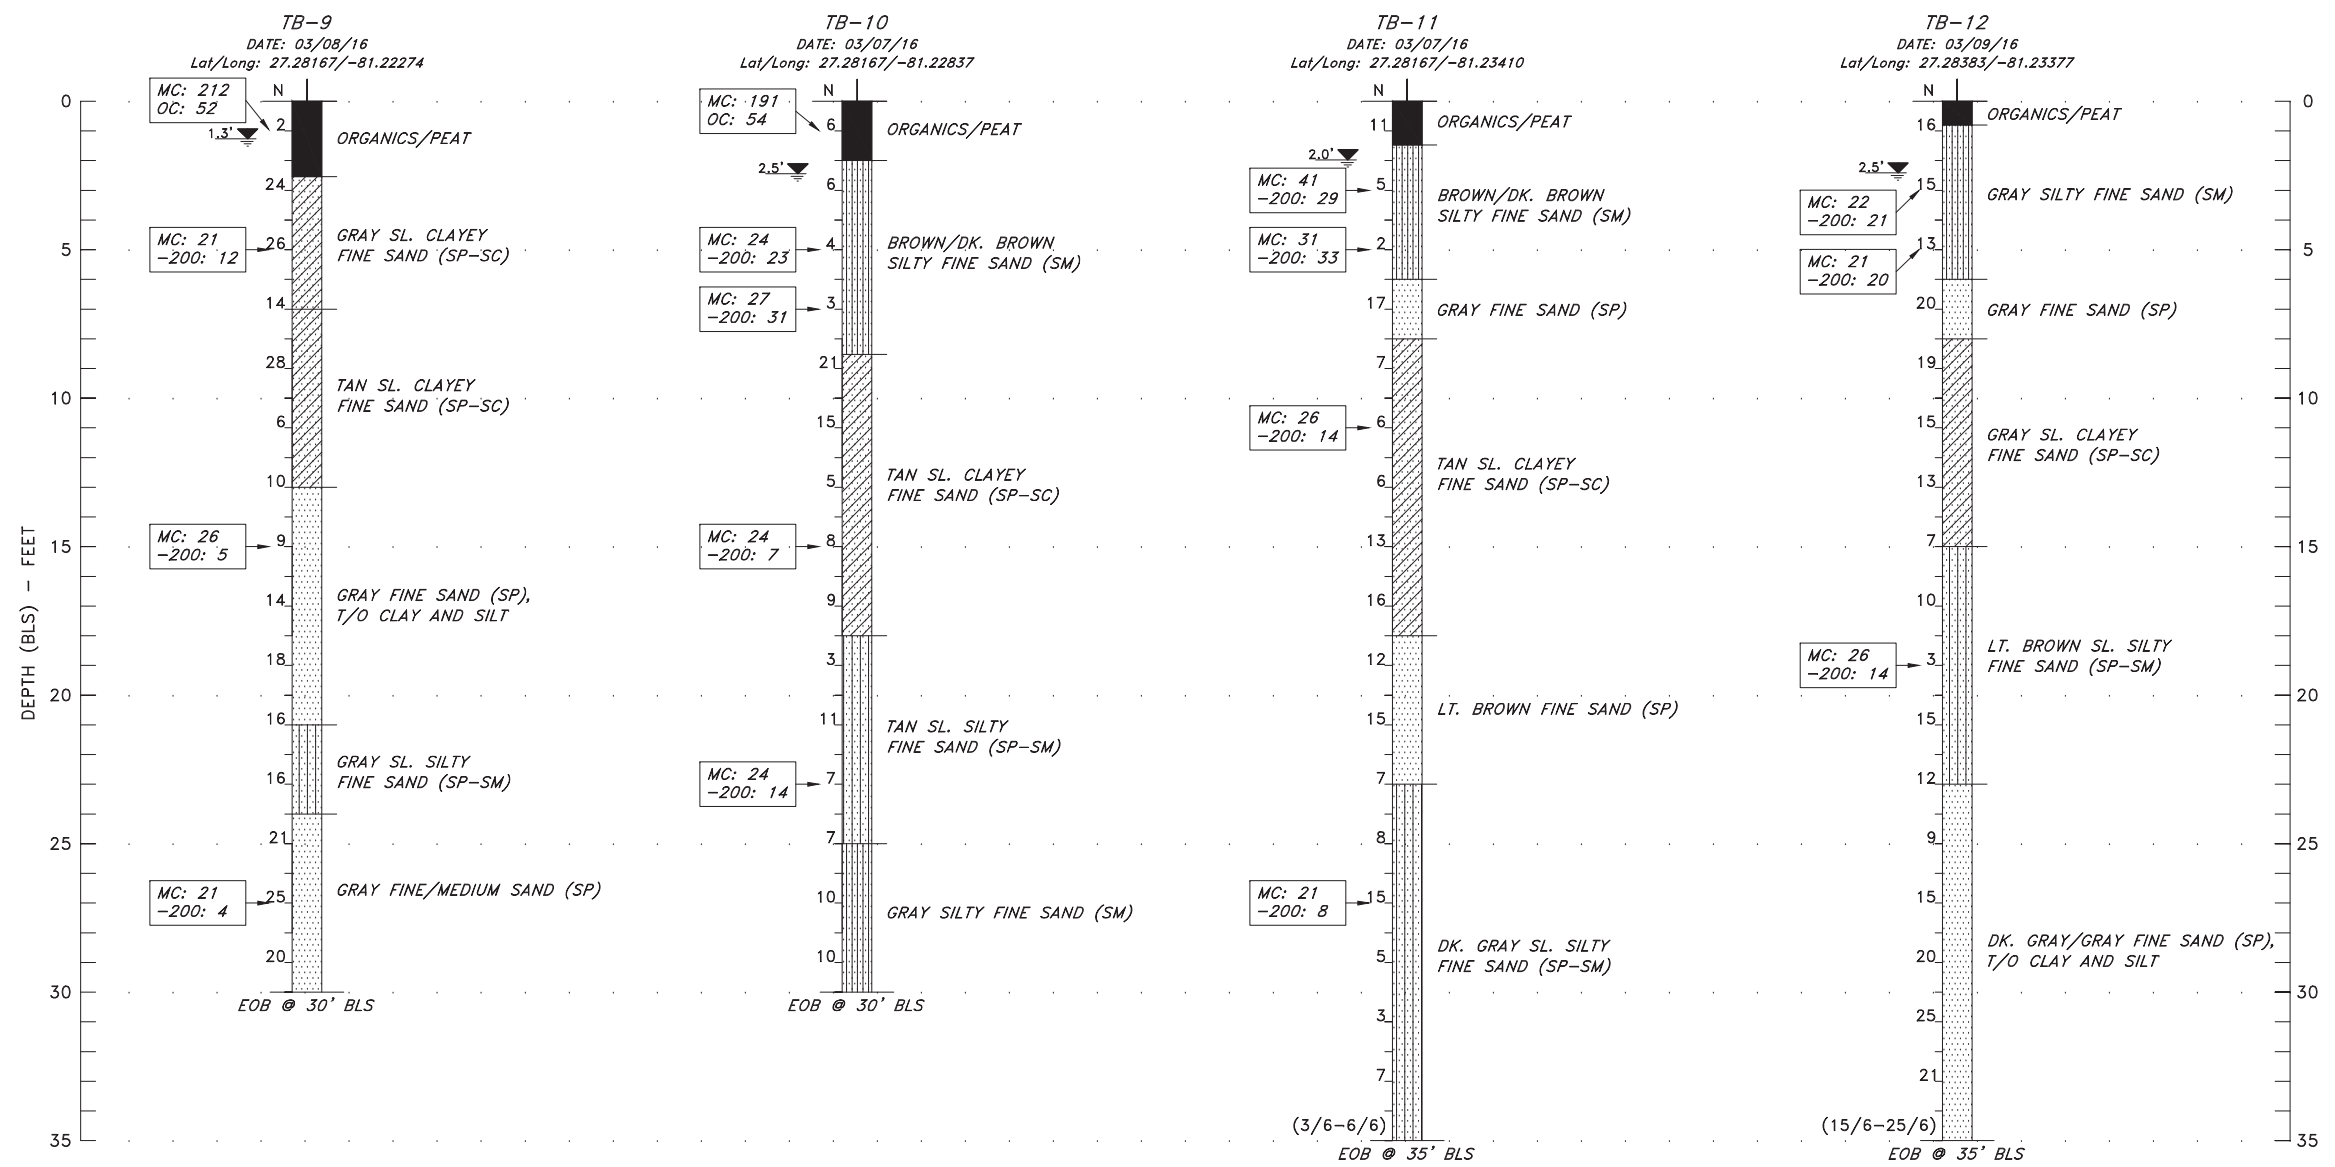 TB-9
DATE: 03/08/16
Lat/Long: 27.28167/-81.22274
N
MC: 212
OC: 52
1.3'
2
ORGANICS/PEAT
24
MC: 21
-200: 12
26
GRAY SL. CLAYEY
FINE SAND (SP-SC)
14
28
TAN SL. CLAYEY
FINE SAND (SP-SC)
6
10
MC: 26
-200: 5
9
14
GRAY FINE SAND (SP),
T/O CLAY AND SILT
18
16
GRAY SL. SILTY
FINE SAND (SP-SM)
16
21
MC: 21
-200: 4
25
GRAY FINE/MEDIUM SAND (SP)
20
EOB @ 30' BLS
TB-10
DATE: 03/07/16
Lat/Long: 27.28167/-81.22837
N
MC: 191
OC: 54
6
ORGANICS/PEAT
2.5'
6
MC: 24
-200: 23
4
BROWN/DK. BROWN
SILTY FINE SAND (SM)
MC: 27
-200: 31
3
21
15
5
TAN SL. CLAYEY
FINE SAND (SP-SC)
MC: 24
-200: 7
8
9
3
11
TAN SL. SILTY
FINE SAND (SP-SM)
MC: 24
-200: 14
7
7
10
GRAY SILTY FINE SAND (SM)
10
EOB @ 30' BLS
TB-11
DATE: 03/07/16
Lat/Long: 27.28167/-81.23410
N
11
ORGANICS/PEAT
2.0'
MC: 41
-200: 29
5
BROWN/DK. BROWN
SILTY FINE SAND (SM)
MC: 31
-200: 33
2
17
GRAY FINE SAND (SP)
7
MC: 26
-200: 14
6
TAN SL. CLAYEY
FINE SAND (SP-SC)
6
13
16
12
LT. BROWN FINE SAND (SP)
15
7
8
MC: 21
-200: 8
15
DK. GRAY SL. SILTY
FINE SAND (SP-SM)
5
3
7
(3/6-6/6)
EOB @ 35' BLS
TB-12
DATE: 03/09/16
Lat/Long: 27.28383/-81.23377
N
ORGANICS/PEAT
16
2.5'
15
GRAY SILTY FINE SAND (SM)
MC: 22
-200: 21
13
MC: 21
-200: 20
20
GRAY FINE SAND (SP)
19
15
GRAY SL. CLAYEY
FINE SAND (SP-SC)
13
7
10
LT. BROWN SL. SILTY
FINE SAND (SP-SM)
MC: 26
-200: 14
3
15
12
9
15
DK. GRAY/GRAY FINE SAND (SP),
T/O CLAY AND SILT
20
25
21
(15/6-25/6)
EOB @ 35' BLS
DEPTH (BLS) - FEET
0
5
10
15
20
25
30
35
0
5
10
15
20
25
30
35